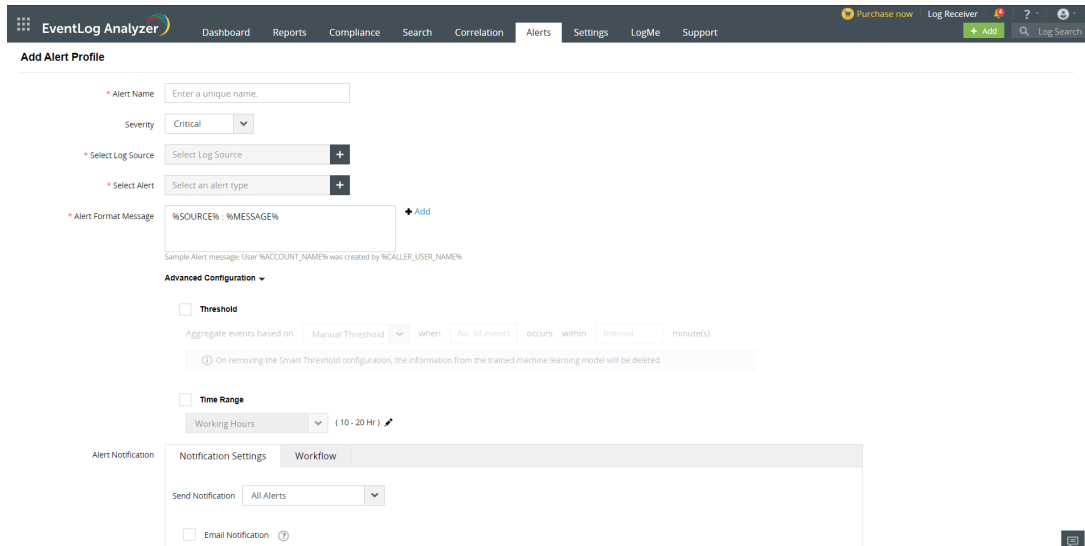 Purchase now Log Receiver 4 ?
EventLog Analyzer Dashboard Reports Compliance Search Correlation Alerts Settings LogMe Support + Add Log Search
Add Alert Profile
* Alert Name Enter a unique name.
Severity Critical
* Select Log Source Select Log Source +
* Select Alert Select an alert type +
* Alert Format Message %SOURCE% : %MESSAGE% + Add
Sample Alert message: User %ACCOUNT_NAME% was created by %CALLER_USER_NAME%
Advanced Configuration
Threshold
Aggregate events based on Manual Threshold when No. of events occurs within Interval minute(s)
On removing the Smart Threshold configuration, the information from the trained machine learning model will be deleted.
Time Range
Working Hours ( 10 - 20 Hr )
Alert Notification Notification Settings Workflow
Send Notification All Alerts
Email Notification ?